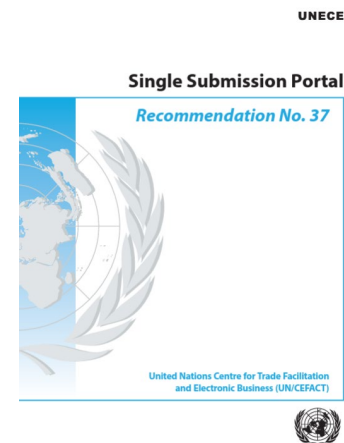 UNECE
Single Submission Portal
Recommendation No. 37
United Nations Centre for Trade Facilitation
and Electronic Business (UN/CEFACT)